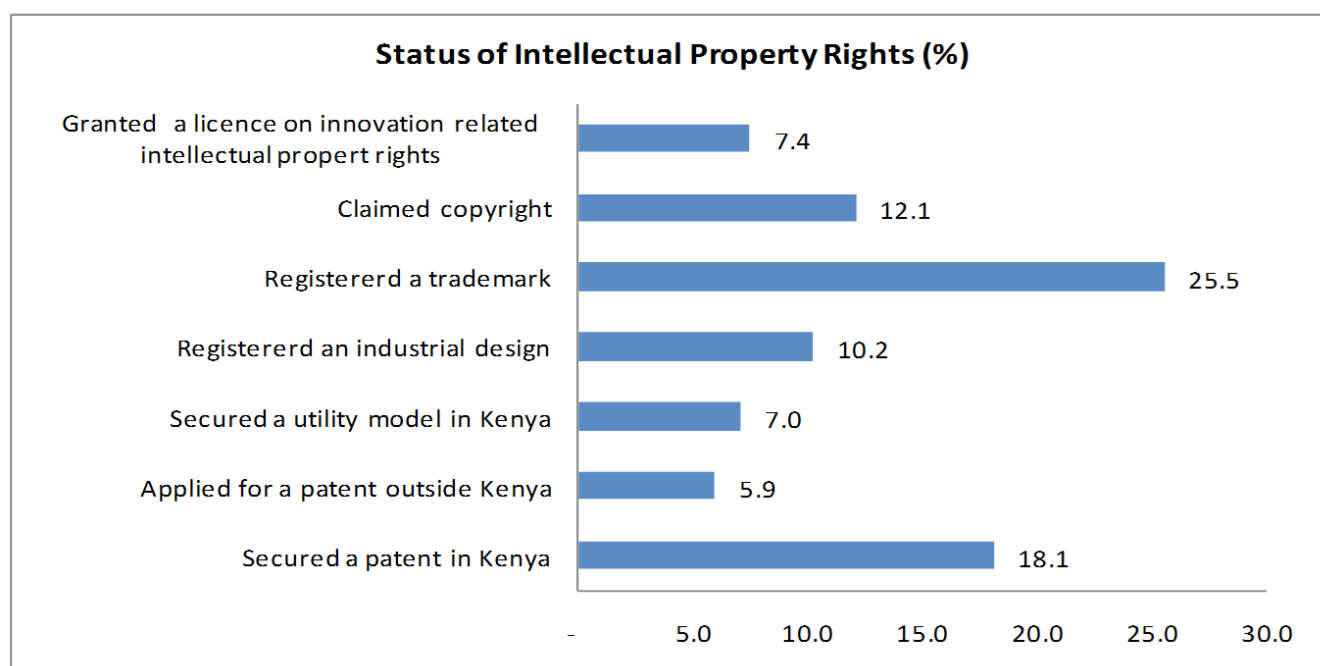 Status of Intellectual Property Rights (%)
Granted a licence on innovation related
intellectual propert rights
7.4
Claimed copyright
12.1
Registererd a trademark
25.5
Registererd an industrial design
10.2
Secured a utility model in Kenya
7.0
Applied for a patent outside Kenya
5.9
Secured a patent in Kenya
18.1
- 5.0 10.0 15.0 20.0 25.0 30.0